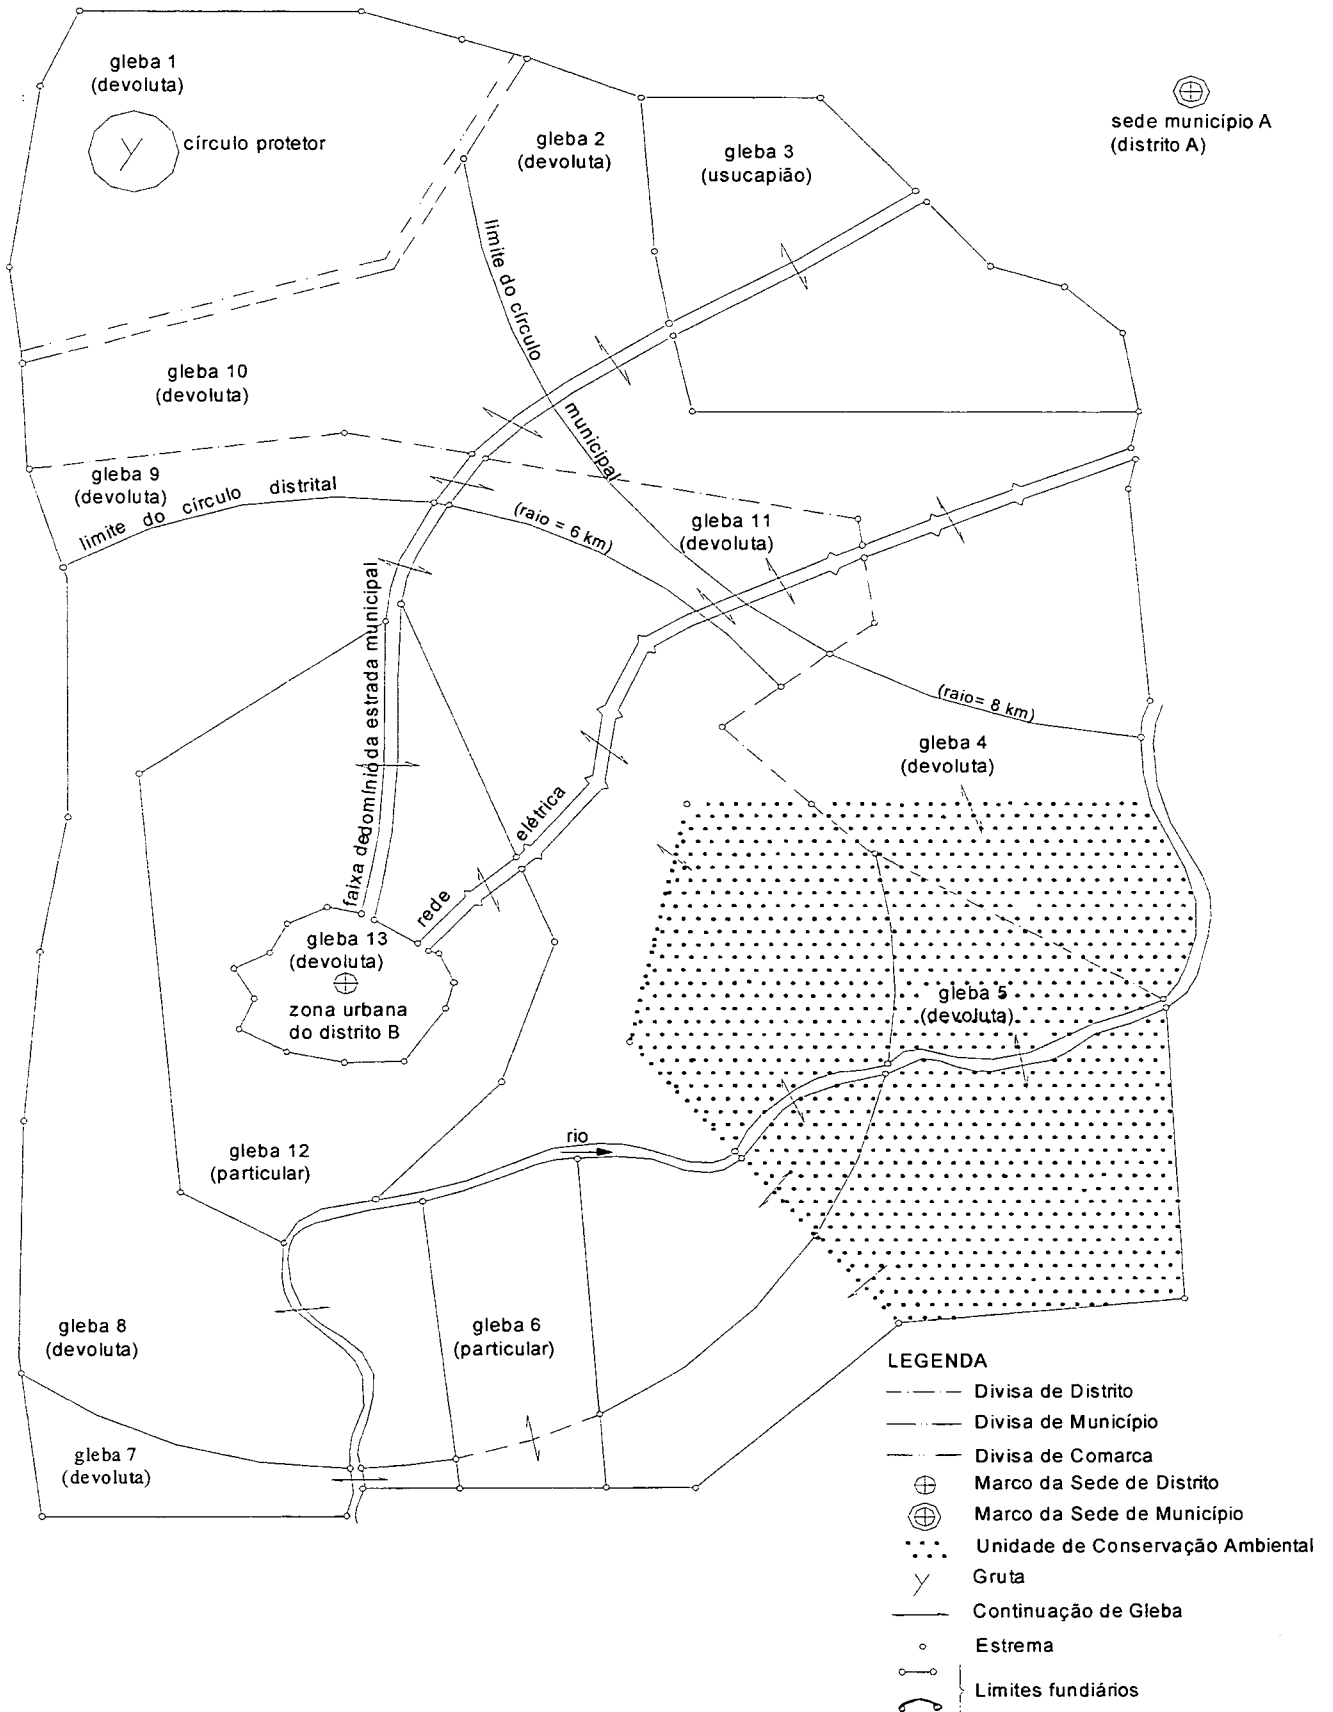 gleba 1
(devoluta)
círculo protetor
gleba 2
(devoluta)
gleba 3
(usucapião)
sede município A
(distrito A)
limite do círculo municipal
gleba 10
(devoluta)
gleba 9
(devoluta)
limite do círculo distrital
(raio = 6 km)
gleba 11
(devoluta)
faixa de domínio da estrada municipal
(raio= 8 km)
gleba 4
(devoluta)
rede elétrica
gleba 13
(devoluta)
zona urbana
do distrito B
gleba 5
(devoluta)
rio
gleba 12
(particular)
gleba 8
(devoluta)
gleba 6
(particular)
gleba 7
(devoluta)
LEGENDA
Divisa de Distrito
Divisa de Município
Divisa de Comarca
Marco da Sede de Distrito
Marco da Sede de Município
Unidade de Conservação Ambiental
Gruta
Continuação de Gleba
Estrema
Limites fundiários